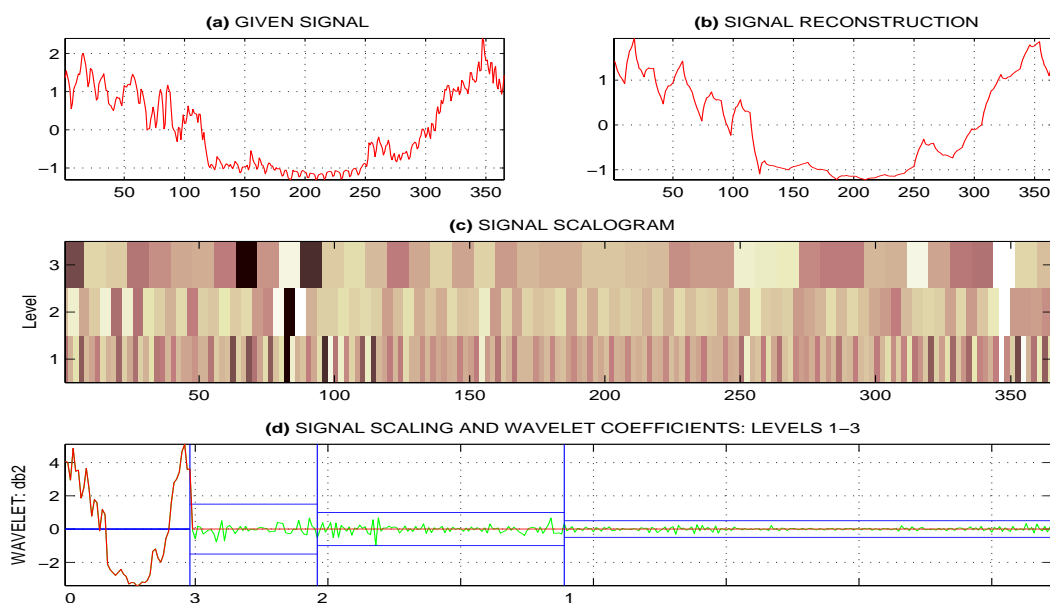 (a) GIVEN SIGNAL
(b) SIGNAL RECONSTRUCTION
2
1
0
−1
50 100 150 200 250 300 350
1
0
−1
50 100 150 200 250 300 350
(c) SIGNAL SCALOGRAM
Level
3
2
1
50 100 150 200 250 300 350
(d) SIGNAL SCALING AND WAVELET COEFFICIENTS: LEVELS 1−3
WAVELET: db2
4
2
0
−2
0 3 2 1